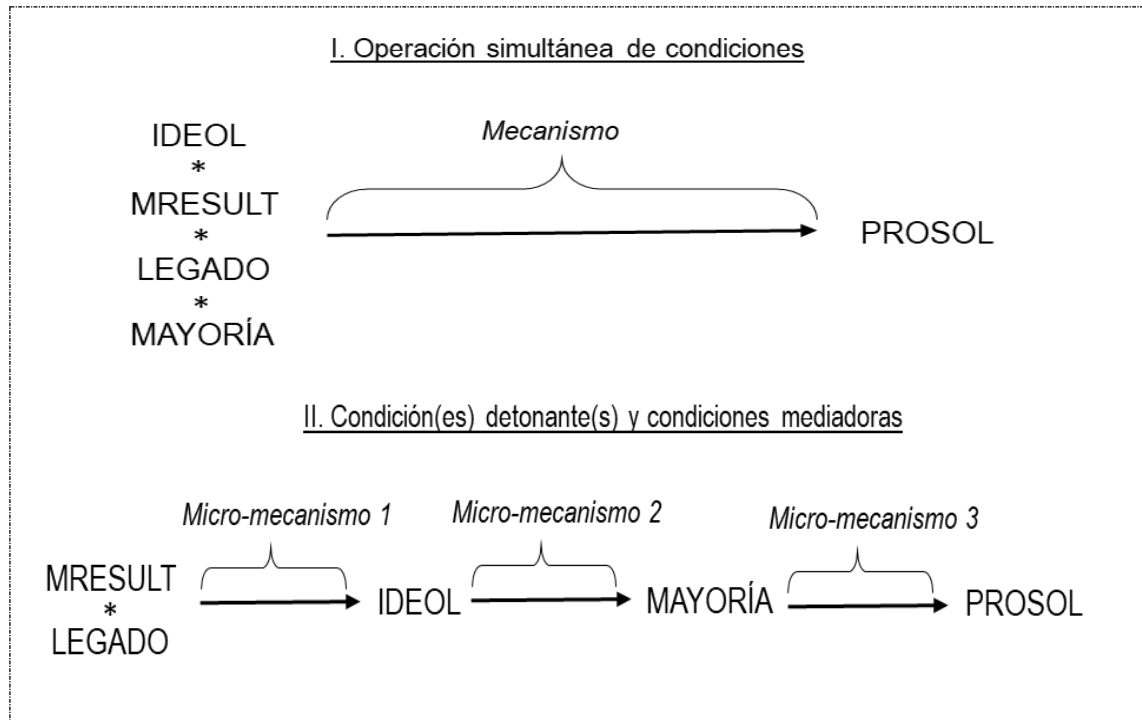 I. Operación simultánea de condiciones
IDEOL
*
MRESULT
*
LEGADO
*
MAYORÍA
Mecanismo
PROSOL
II. Condición(es) detonante(s) y condiciones mediadoras
Micro-mecanismo 1
Micro-mecanismo 2
Micro-mecanismo 3
MRESULT
*
LEGADO
IDEOL
MAYORÍA
PROSOL